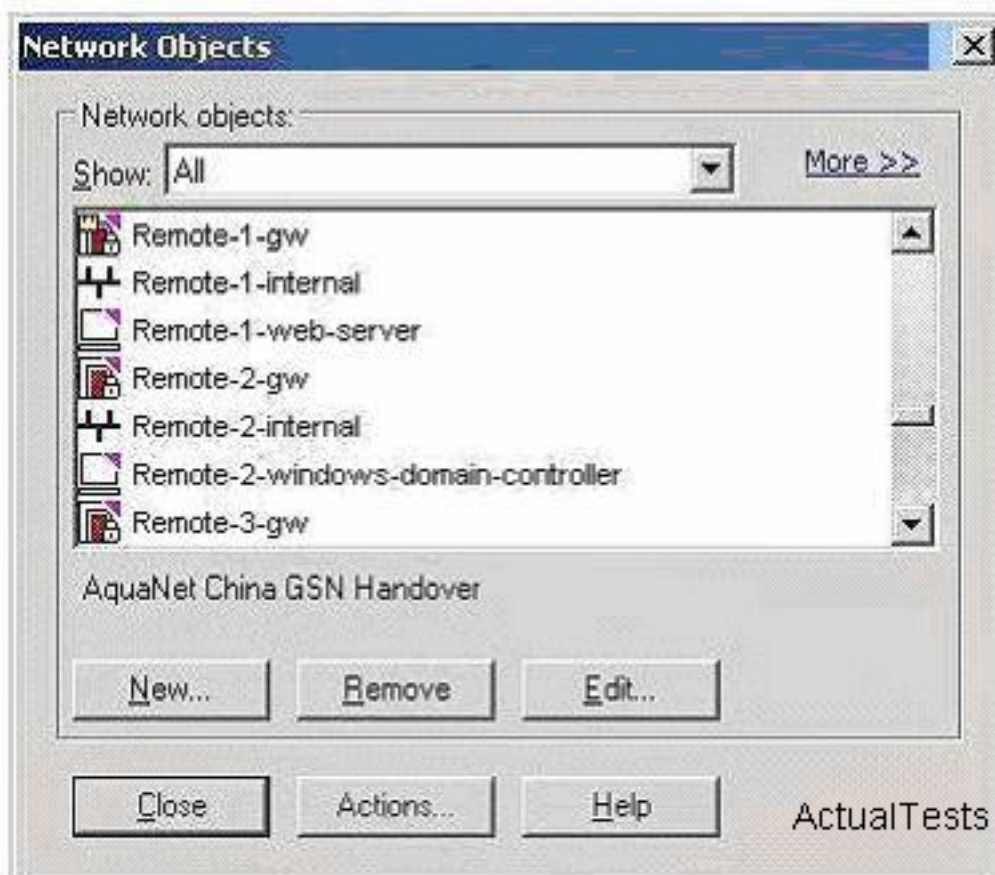 Network Objects
Network objects:
Show: All
More >>
Remote-1-gw
Remote-1-internal
Remote-1-web-server
Remote-2-gw
Remote-2-internal
Remote-2-windows-domain-controller
Remote-3-gw
AquaNet China GSN Handover
New... Remove Edit...
Close Actions... Help
ActualTests